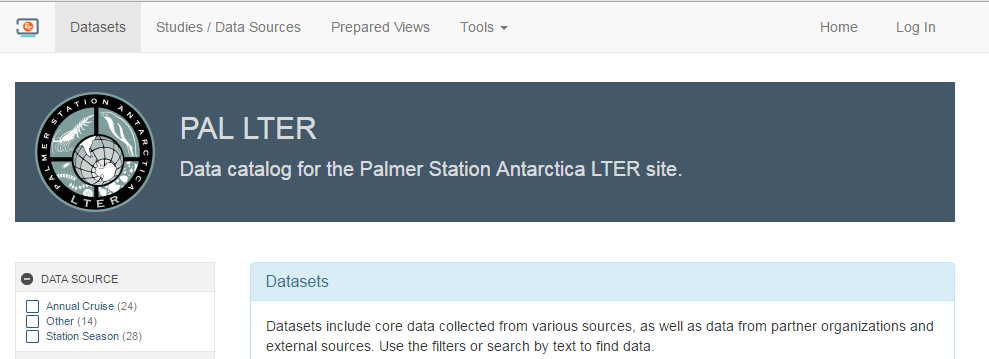 Datasets Studies / Data Sources Prepared Views Tools Home Log In
PALMER STATION ANTARCTICA
LTER
PAL LTER
Data catalog for the Palmer Station Antarctica LTER site.
DATA SOURCE
Annual Cruise (24)
Other (14)
Station Season (28)
Datasets
Datasets include core data collected from various sources, as well as data from partner organizations and
external sources. Use the filters or search by text to find data.